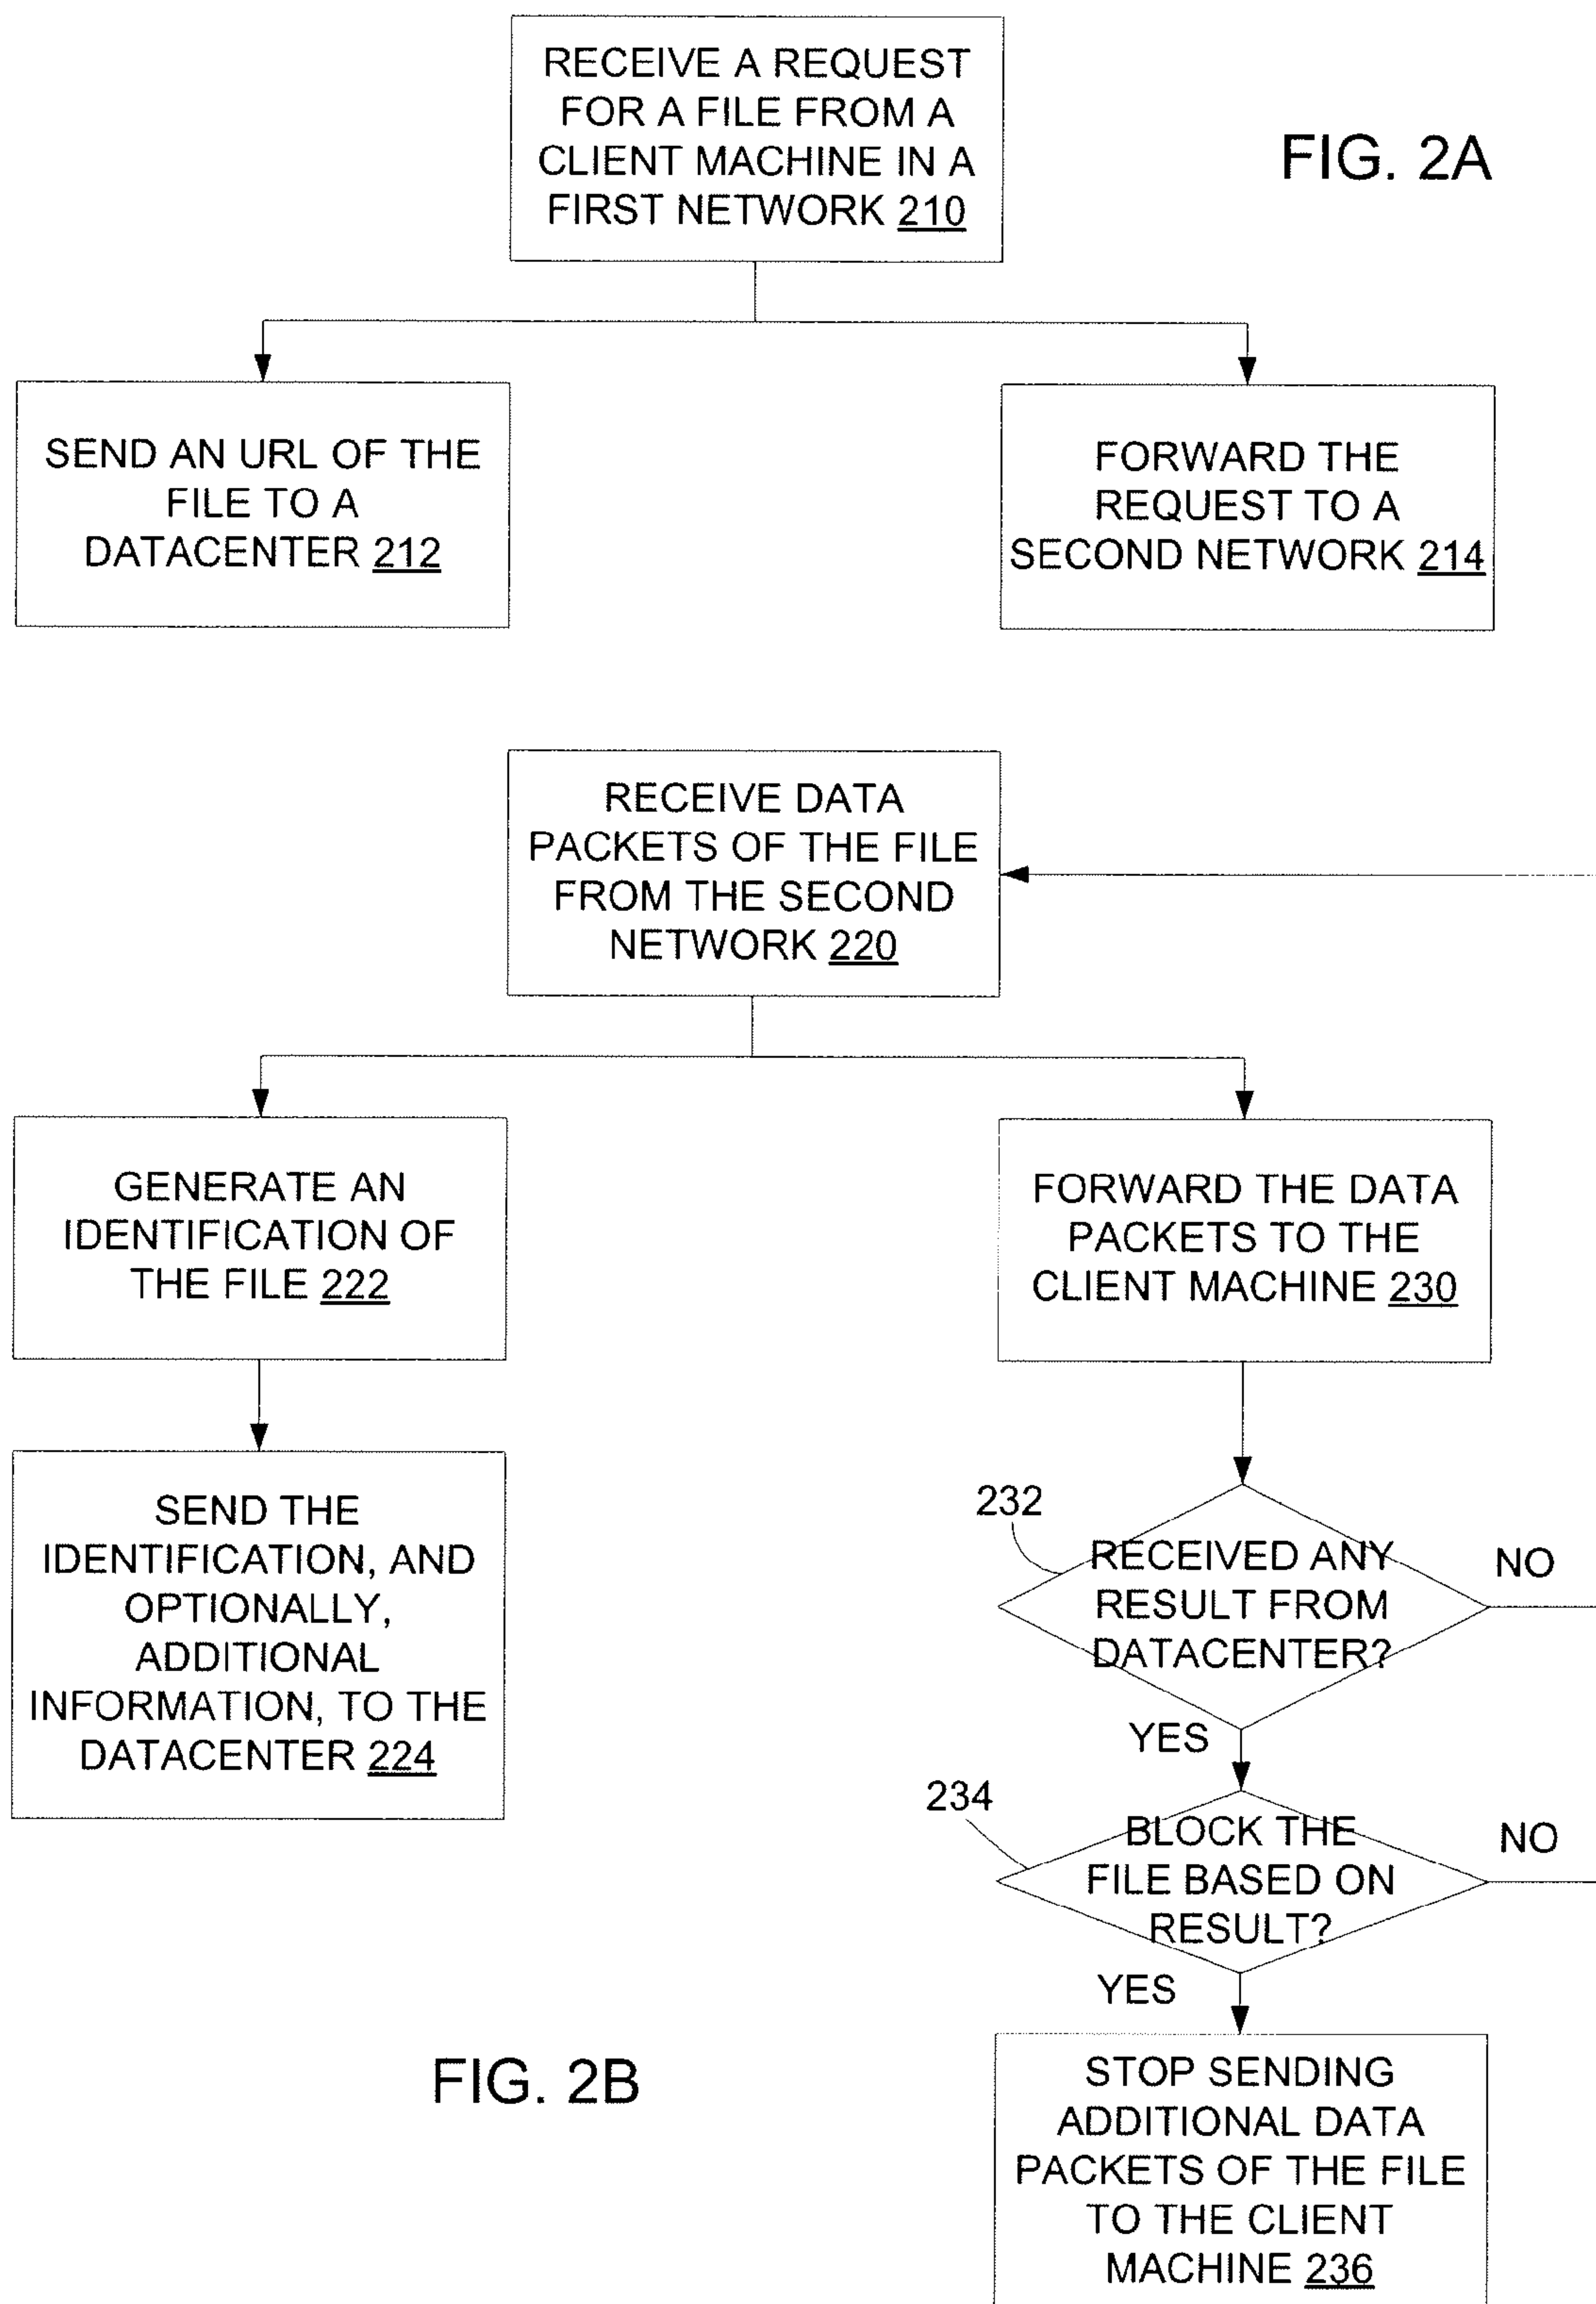 RECEIVE A REQUEST
FOR A FILE FROM A
CLIENT MACHINE IN A
FIRST NETWORK 210
FIG. 2A
SEND AN URL OF THE
FILE TO A
DATACENTER 212
FORWARD THE
REQUEST TO A
SECOND NETWORK 214
RECEIVE DATA
PACKETS OF THE FILE
FROM THE SECOND
NETWORK 220
GENERATE AN
IDENTIFICATION OF
THE FILE 222
FORWARD THE DATA
PACKETS TO THE
CLIENT MACHINE 230
SEND THE
IDENTIFICATION, AND
OPTIONALLY,
ADDITIONAL
INFORMATION, TO THE
DATACENTER 224
232
RECEIVED ANY
RESULT FROM
DATACENTER?
NO
YES
234
BLOCK THE
FILE BASED ON
RESULT?
NO
YES
FIG. 2B
STOP SENDING
ADDITIONAL DATA
PACKETS OF THE FILE
TO THE CLIENT
MACHINE 236